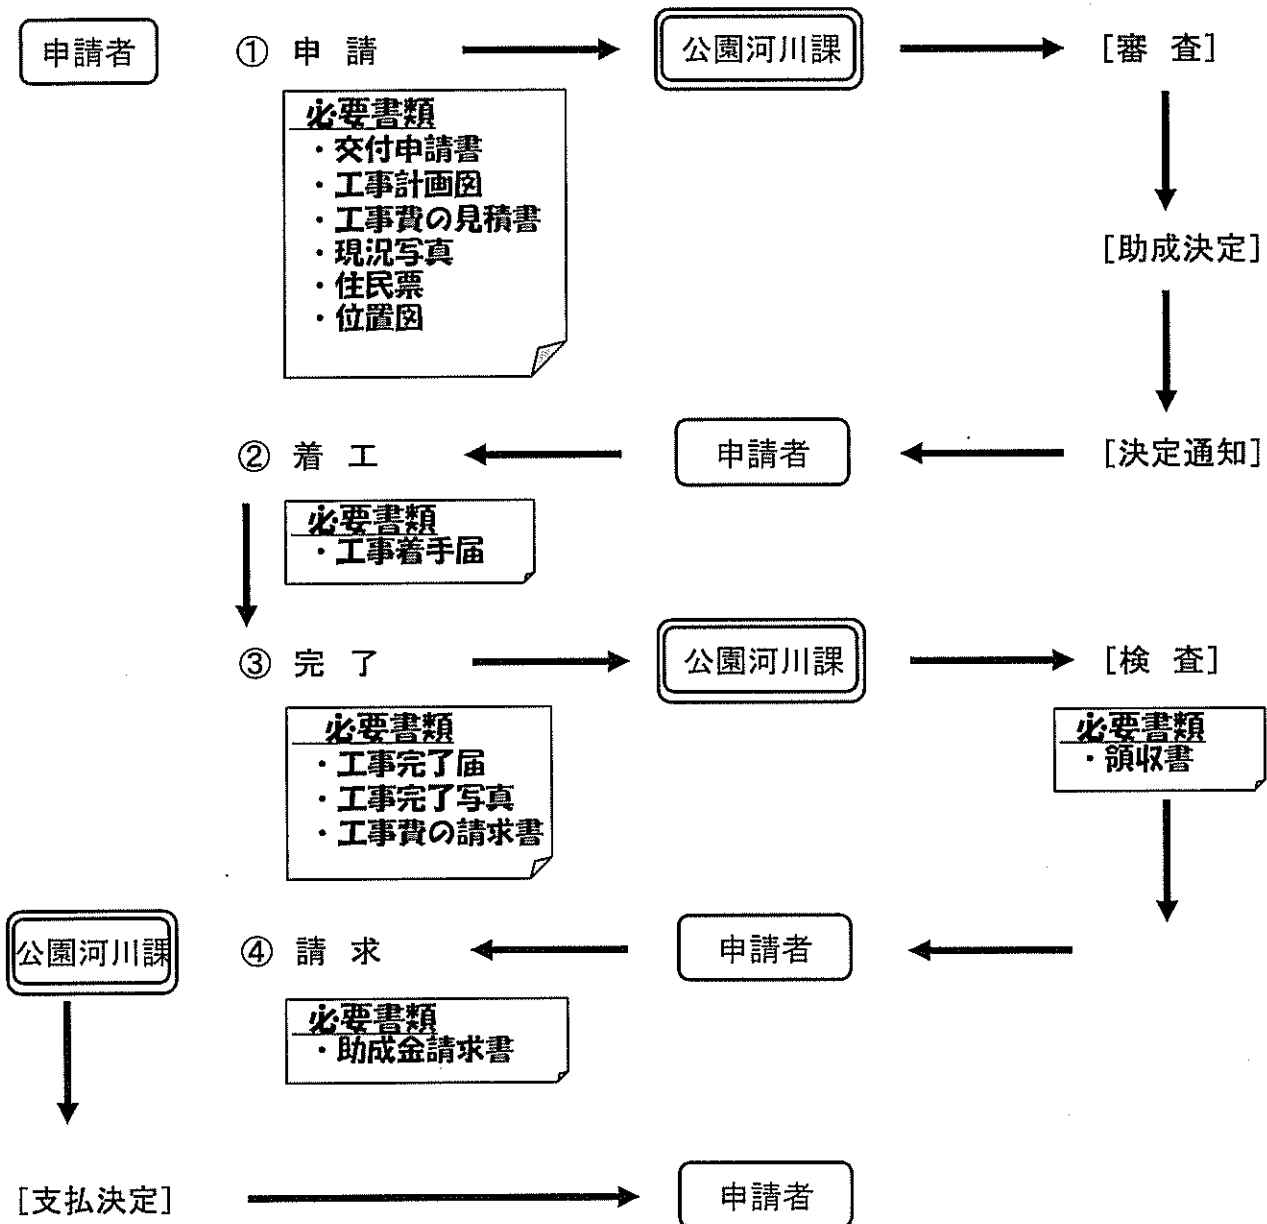 申請者
① 申 請
公園河川課
[審 査]
必要書類
・交付申請書
・工事計画図
・工事費の見積書
・現況写真
・住民票
・位置図
[助成決定]
② 着 工
申請者
[決定通知]
必要書類
・工事着手届
③ 完 了
公園河川課
[検 査]
必要書類
・工事完了届
・工事完了写真
・工事費の請求書
必要書類
・領収書
公園河川課
④ 請 求
申請者
必要書類
・助成金請求書
[支払決定]
申請者